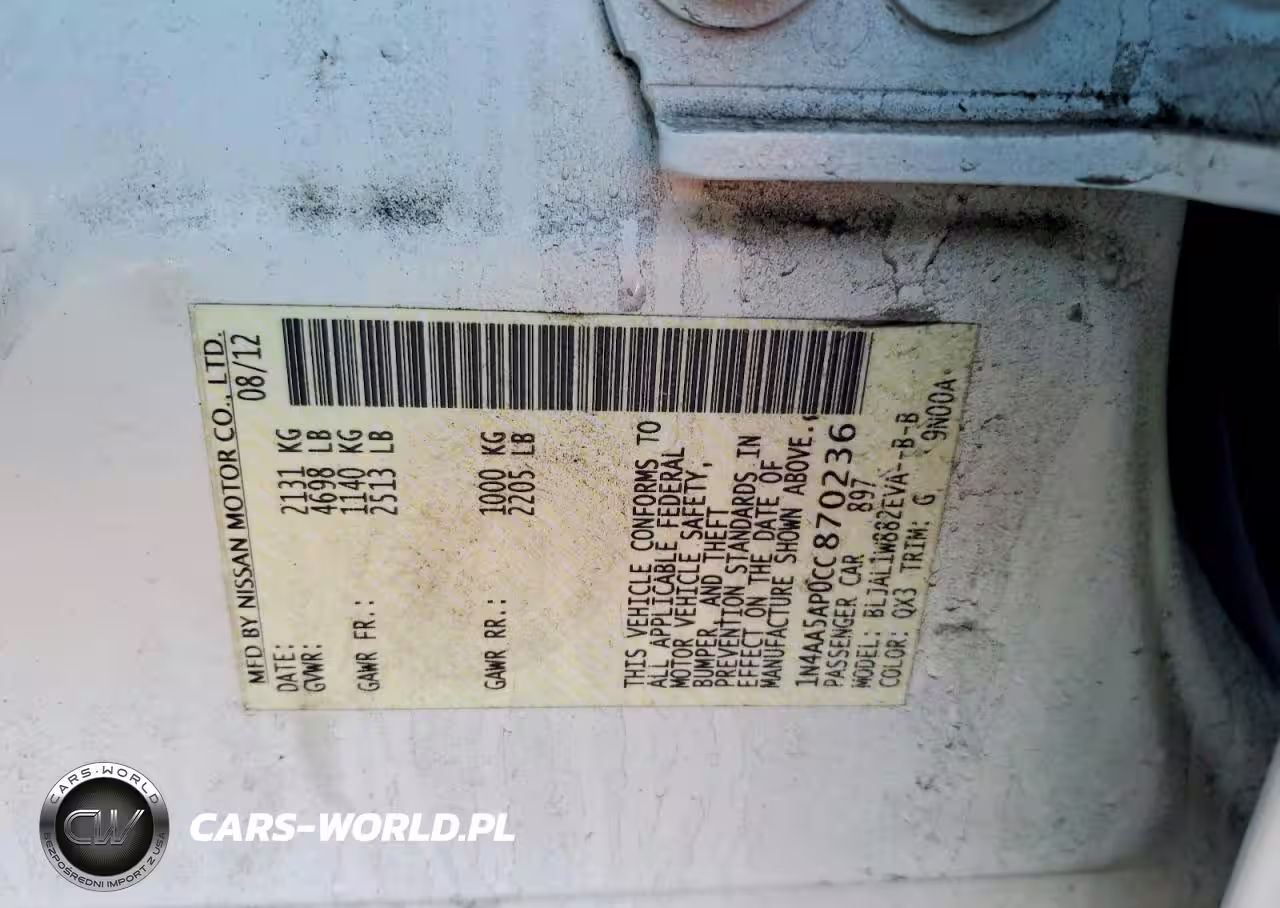 MFD BY NISSAN MOTOR CO., LTD.
DATE: 08/12
GVWR: 2131 KG
4698 LB
GAWR FR.: 1140 KG
2513 LB
GAWR RR.: 1000 KG
2205 LB
THIS VEHICLE CONFORMS TO
ALL APPLICABLE FEDERAL
MOTOR VEHICLE SAFETY,
BUMPER, AND THEFT
PREVENTION STANDARDS IN
EFFECT ON THE DATE OF
MANUFACTURE SHOWN ABOVE.
1N4AA5AP0CC870236
PASSENGER CAR 897
MODEL: BLJAL1W882EVA--B-B
COLOR: QX3 TRIM: G 9N00A
CARS-WORLD
CW
BEZPOŚREDNI IMPORT Z USA
CARS-WORLD.PL